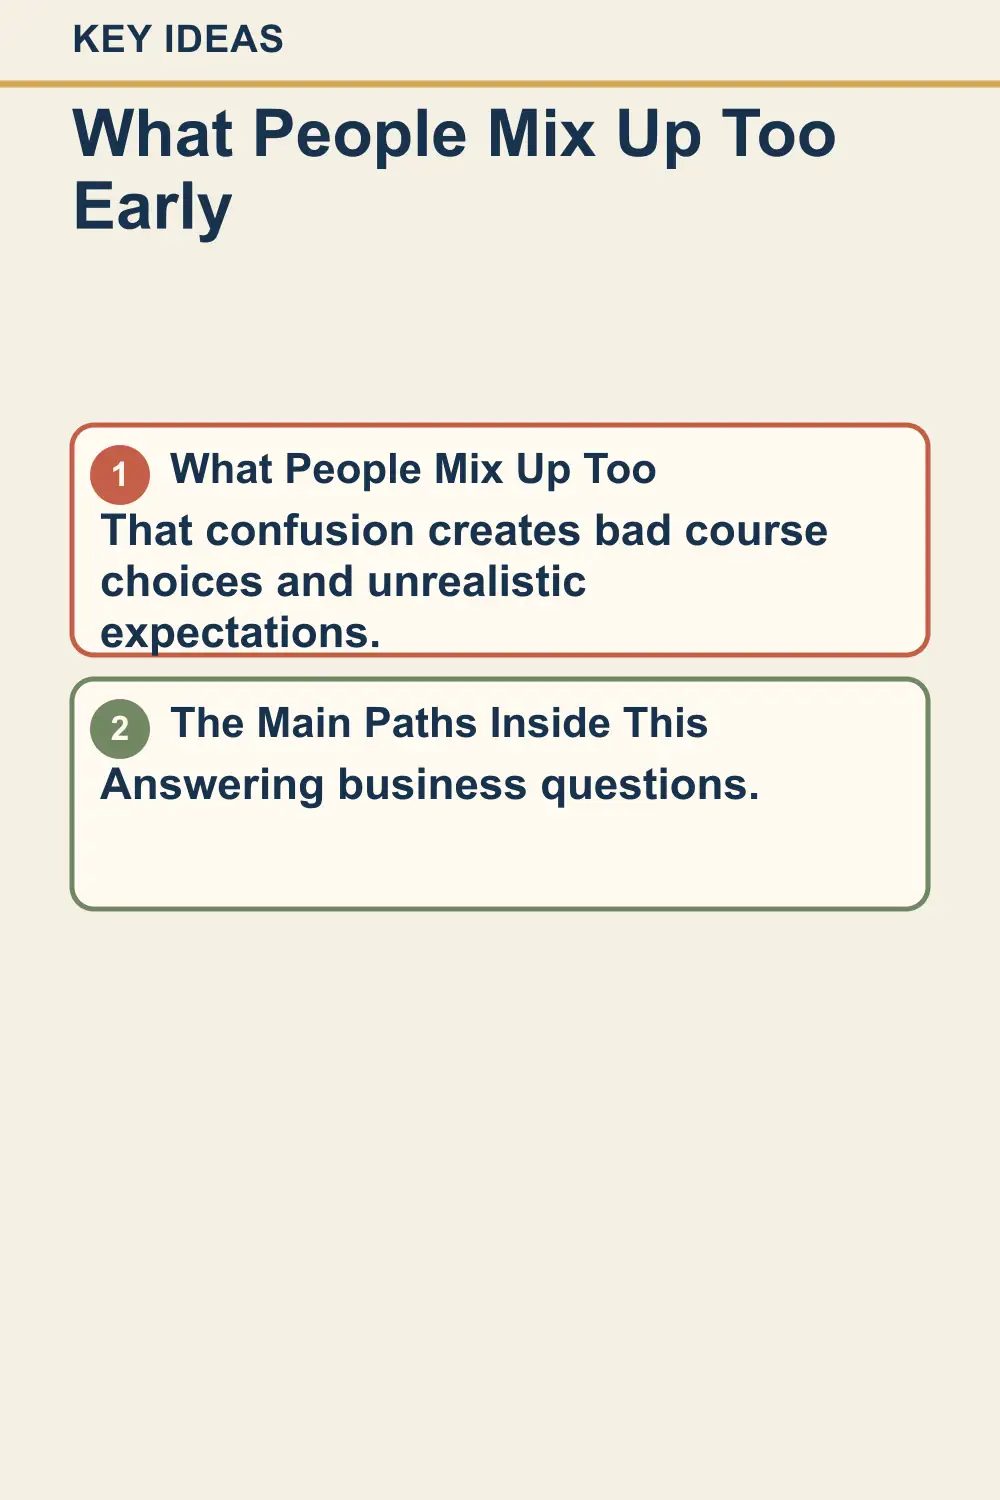 KEY IDEAS
What People Mix Up Too
Early
1 What People Mix Up Too
That confusion creates bad course
choices and unrealistic
expectations.
2 The Main Paths Inside This
Answering business questions.